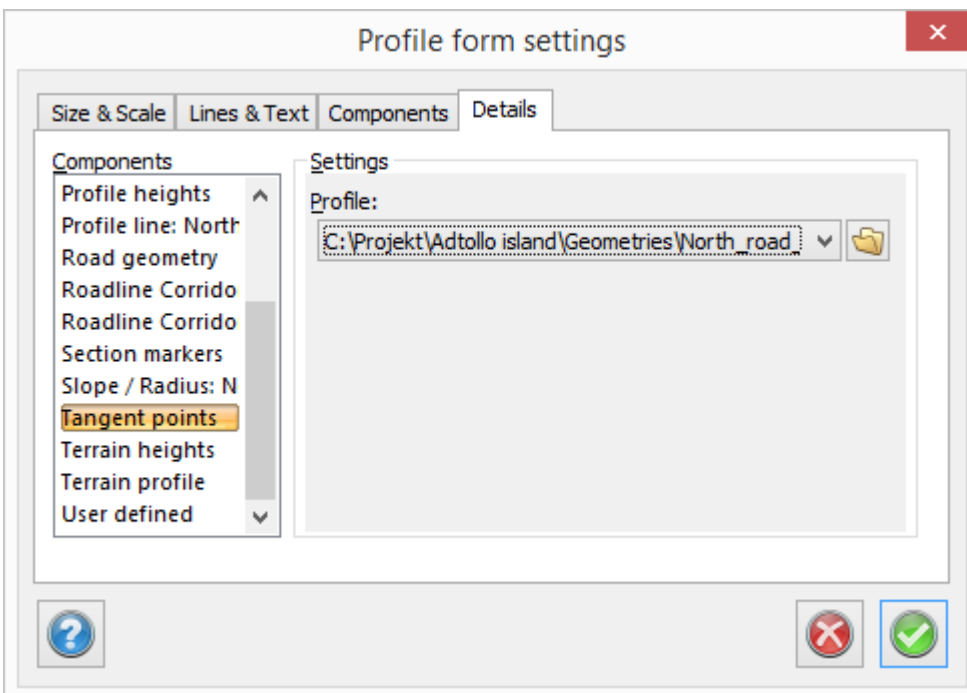 Profile form settings
Size & Scale Lines & Text Components Details
Components
Profile heights
Profile line: North
Road geometry
Roadline Corrido
Roadline Corrido
Section markers
Slope / Radius: N
Tangent points
Terrain heights
Terrain profile
User defined
Settings
Profile:
C:\Projekt\Adtollo island\Geometries\North_road_